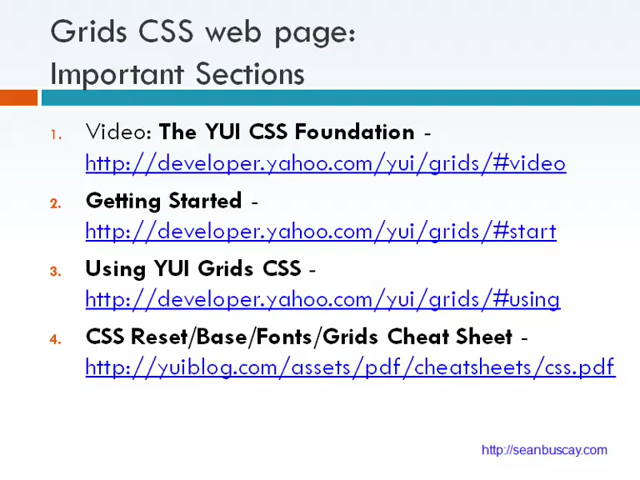 Grids CSS web page:
Important Sections
1. Video: The YUI CSS Foundation -
http://developer.yahoo.com/yui/grids/#video
2. Getting Started -
http://developer.yahoo.com/yui/grids/#start
3. Using YUI Grids CSS -
http://developer.yahoo.com/yui/grids/#using
4. CSS Reset/Base/Fonts/Grids Cheat Sheet -
http://yuiblog.com/assets/pdf/cheatsheets/css.pdf
http://seanbuscay.com